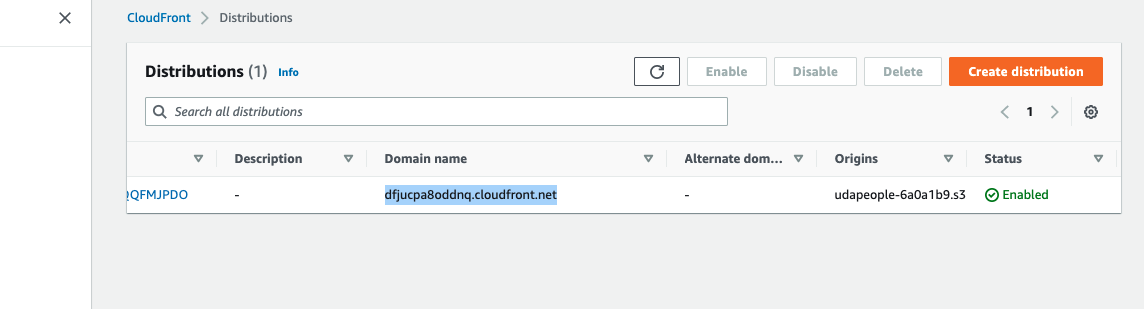 CloudFront > Distributions
Distributions (1) Info
Enable
Disable
Delete
Create distribution
Search all distributions
1
Description
Domain name
Alternate dom...
Origins
Status
QFMJPDO
-
dfjucpa8oddnq.cloudfront.net
-
udapeople-6a0a1b9.s3
Enabled